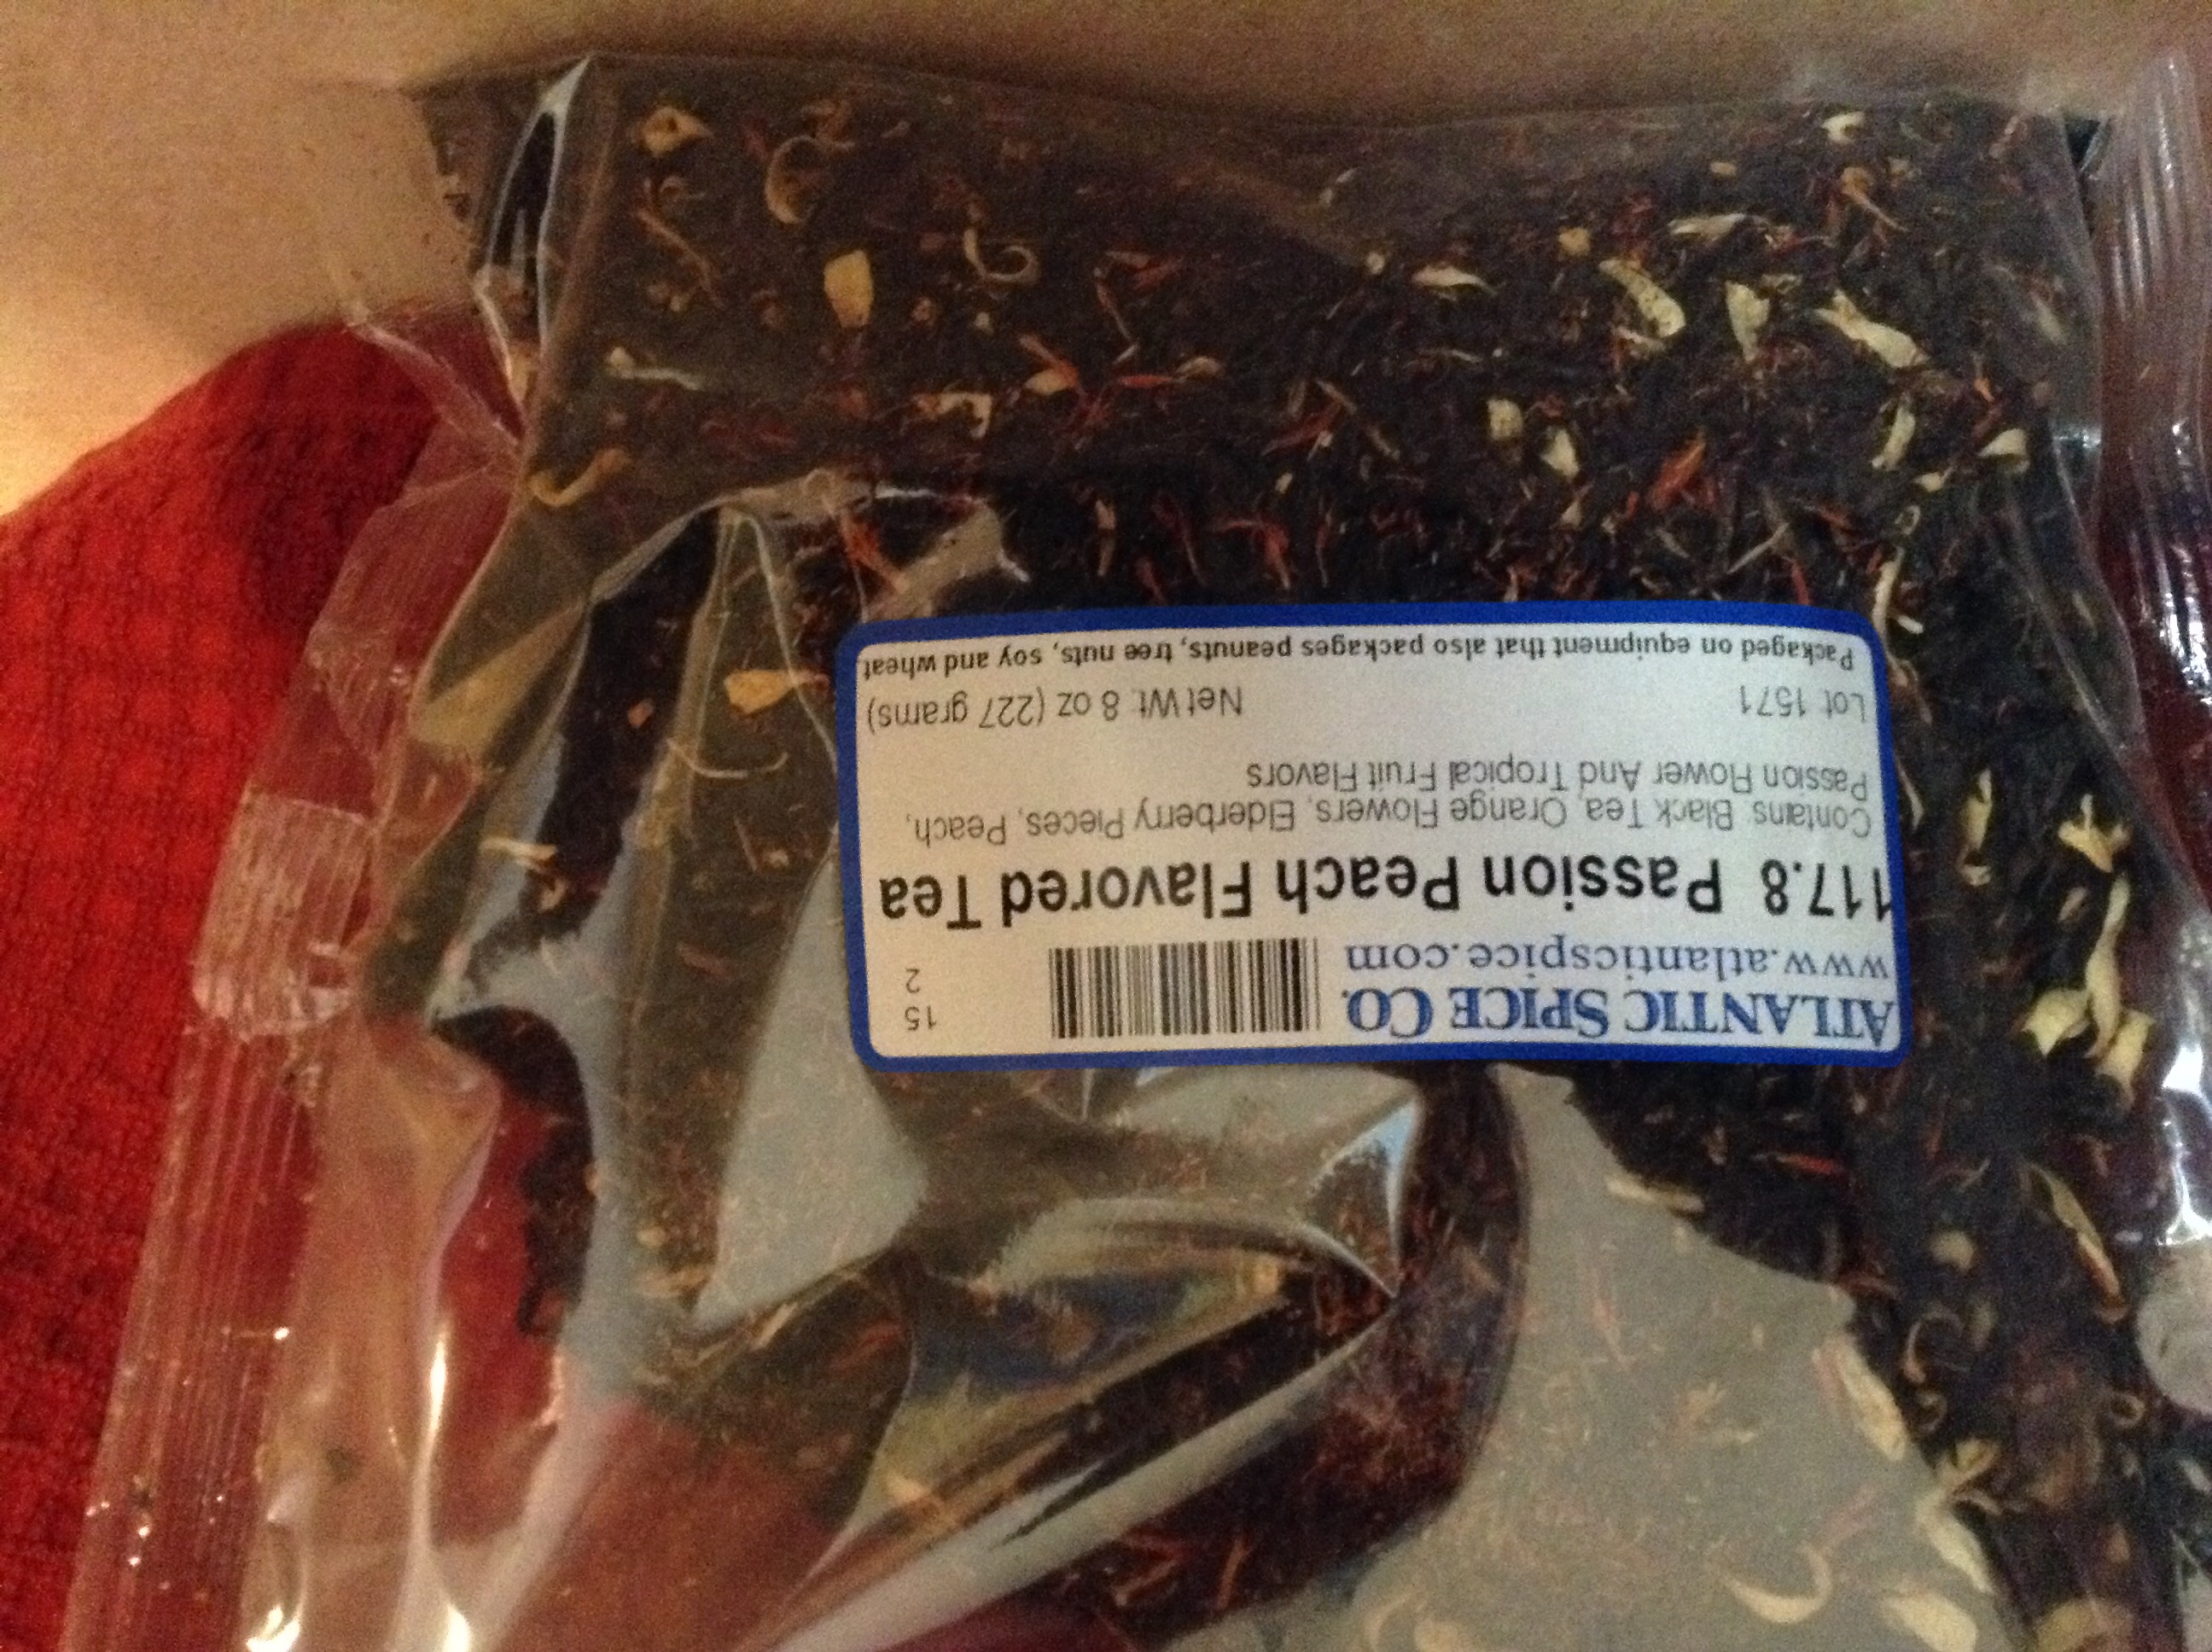 ATLANTIC SPICE CO.
www.atlanticspice.com
15
2
117.8 Passion Peach Flavored Tea
Contains: Black Tea, Orange Flowers, Elderberry Pieces, Peach,
Passion Flower And Tropical Fruit Flavors
Lot 1571 Net Wt. 8 oz (227 grams)
Packaged on equipment that also packages peanuts, tree nuts, soy and wheat